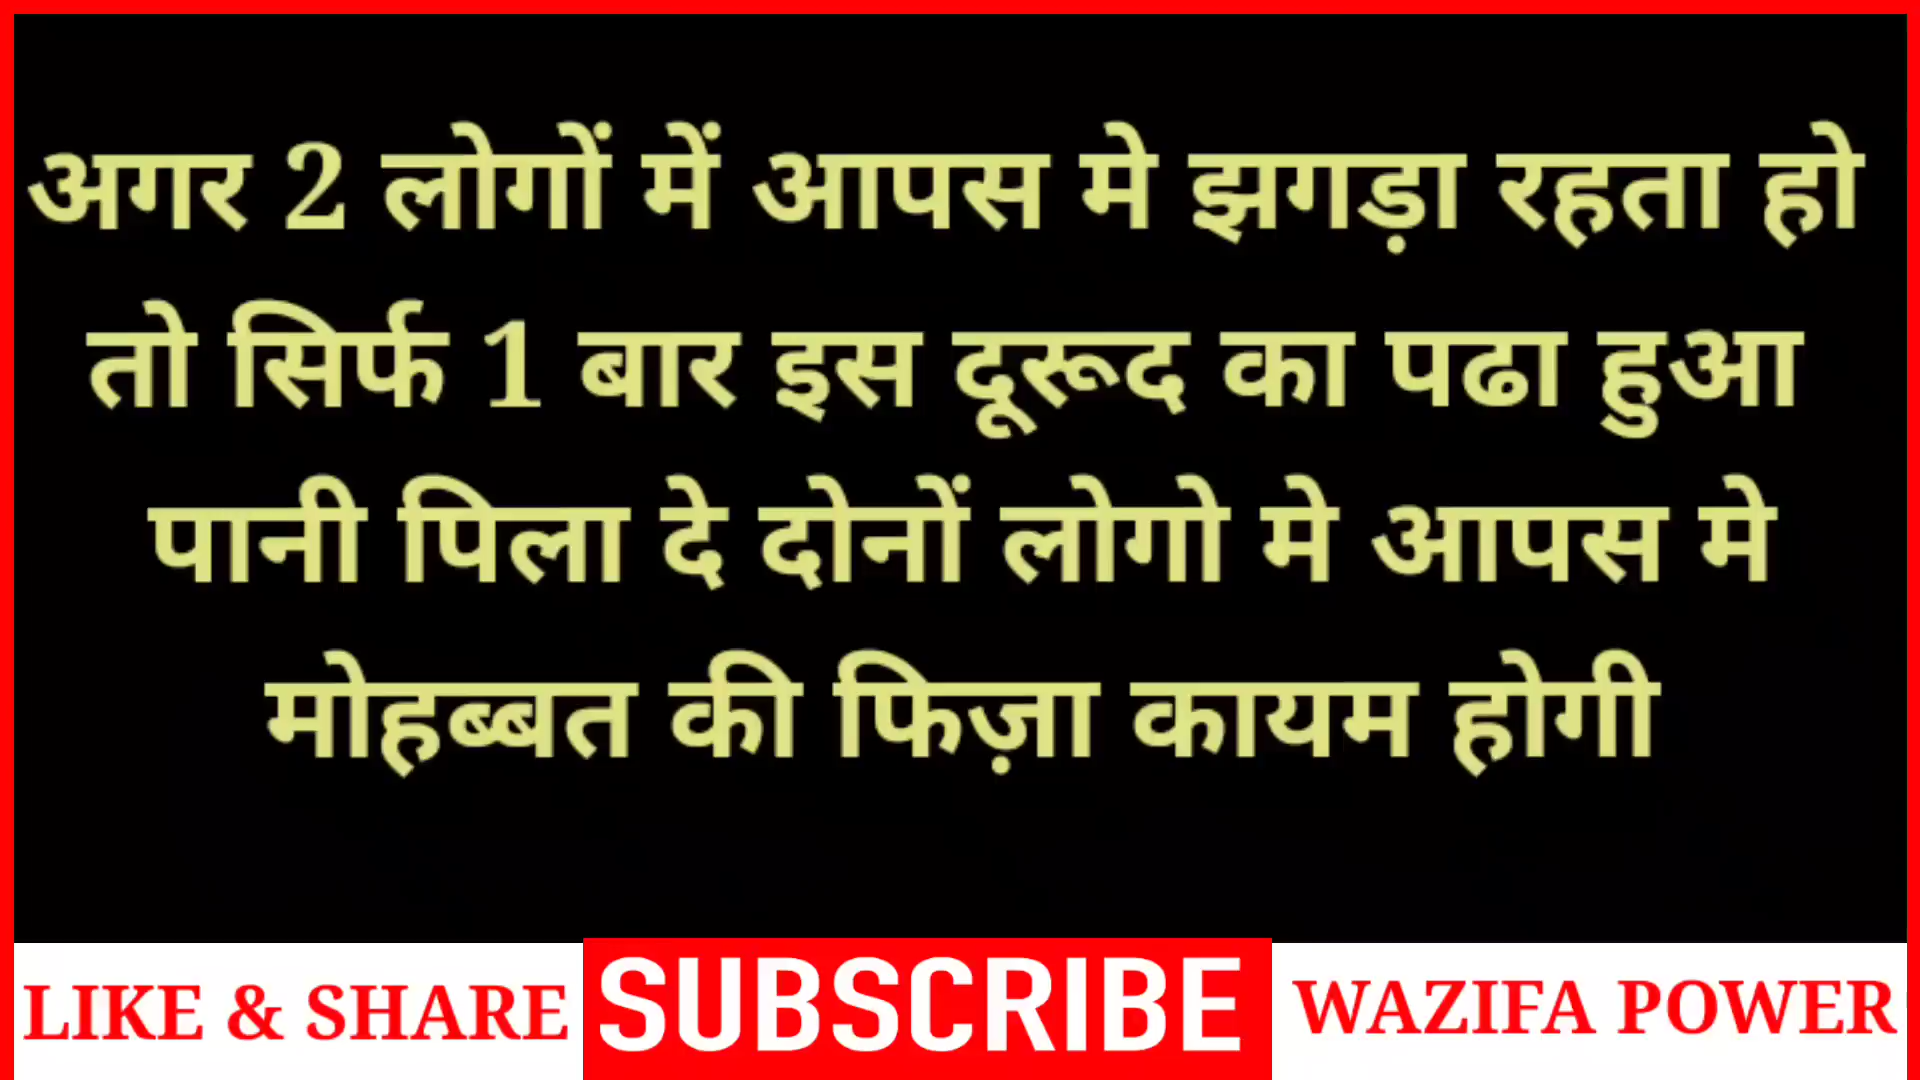 अगर 2 लोगों में आपस मे झगड़ा रहता हो
तो सिर्फ 1 बार इस दूरूद का पढा हुआ
पानी पिला दे दोनों लोगो मे आपस मे
मोहब्बत की फिज़ा कायम होगी
LIKE & SHARE SUBSCRIBE WAZIFA POWER